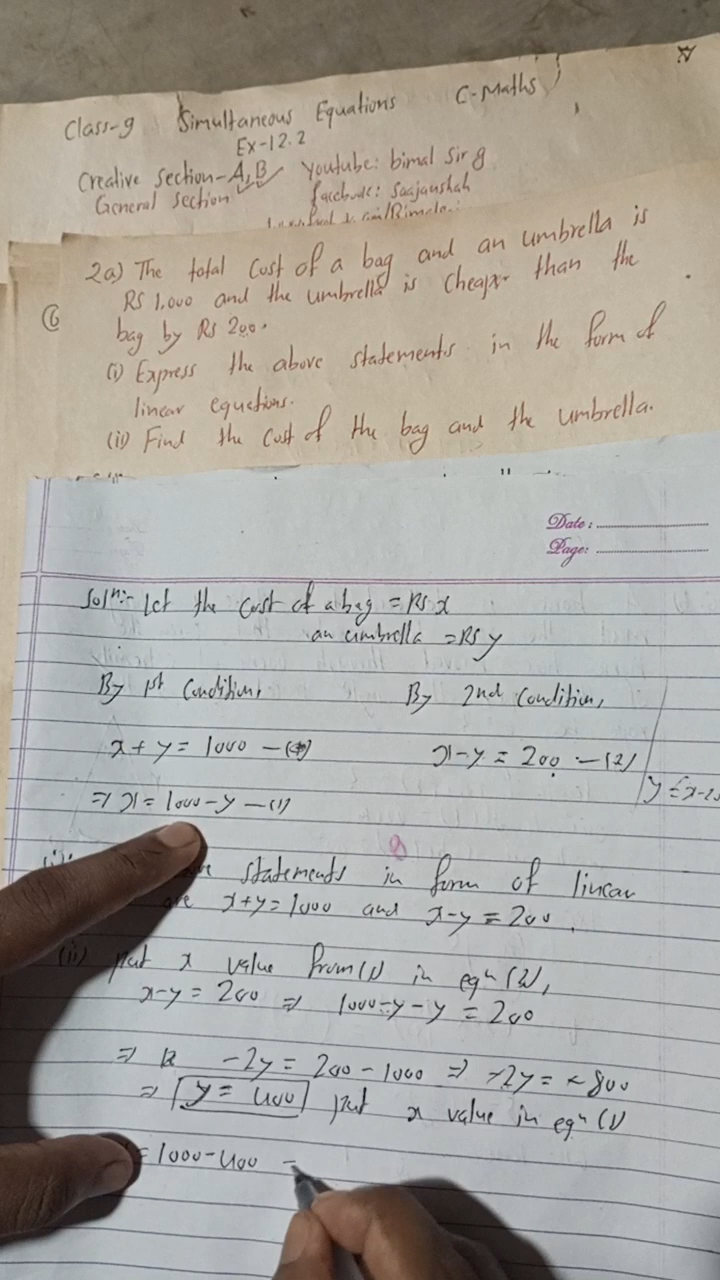 Class-9 Simultaneous Equations C-Maths
Ex-12.2
Creative Section-A,B Youtube: bimal Sir g
General Section facebook: Saajanshah
2a) The total Cost of a bag and an umbrella is
RS 1,000 and the umbrella is Cheaper than the
bag by RS 200.
(i) Express the above statements in the form of
linear equations.
(ii) Find the Cost of the bag and the umbrella.
Date:
Page:
Soln:- Let the Cost of a bag = RS x
an umbrella = RS y
By 1st Condition, By 2nd Condition,
x+y = 1000 x-y = 200 -(2)
⇒ x = 1000-y -(1) y = x-2
statements in form of linear
are x+y=1000 and x-y=200.
(ii) put x value from (1) in eqn (2),
x-y = 200 ⇒ 1000-y-y = 200
⇒ -2y = 200-1000 ⇒ -2y = -800
⇒ y = 400 put x value in eqn (1)
= 1000-400 =